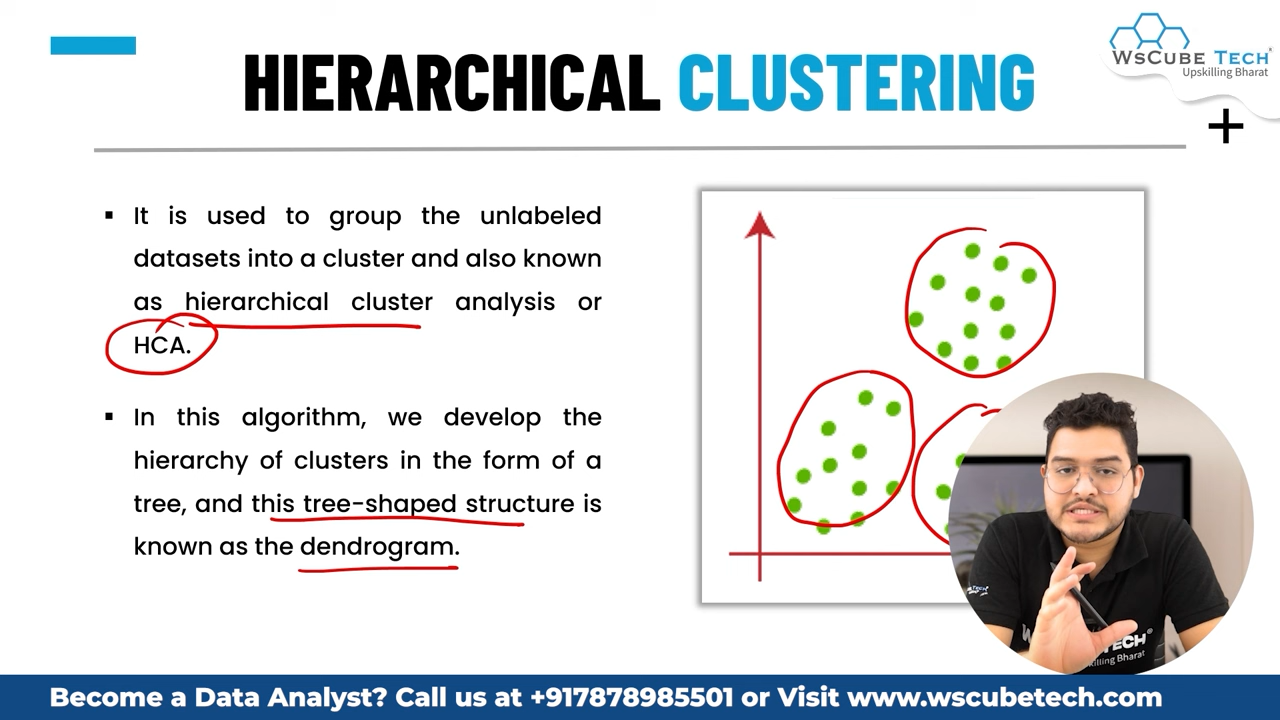 WsCube Tech
Upskilling Bharat
HIERARCHICAL CLUSTERING
It is used to group the unlabeled
datasets into a cluster and also known
as hierarchical cluster analysis or
HCA.
In this algorithm, we develop the
hierarchy of clusters in the form of a
tree, and this tree-shaped structure is
known as the dendrogram.
Become a Data Analyst? Call us at +917878985501 or Visit www.wscubetech.com